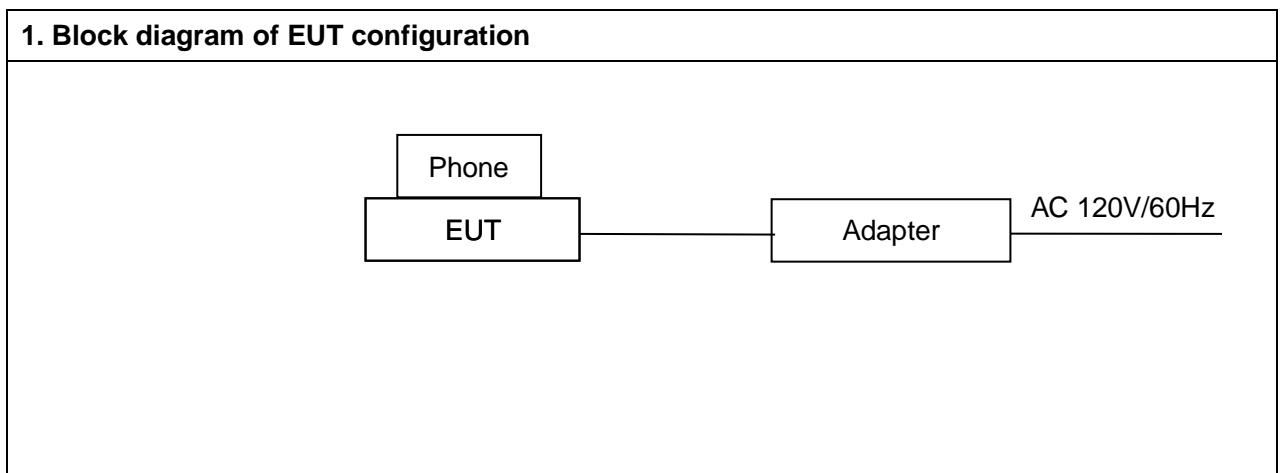 1. Block diagram of EUT configuration
Phone
EUT
Adapter
AC 120V/60Hz